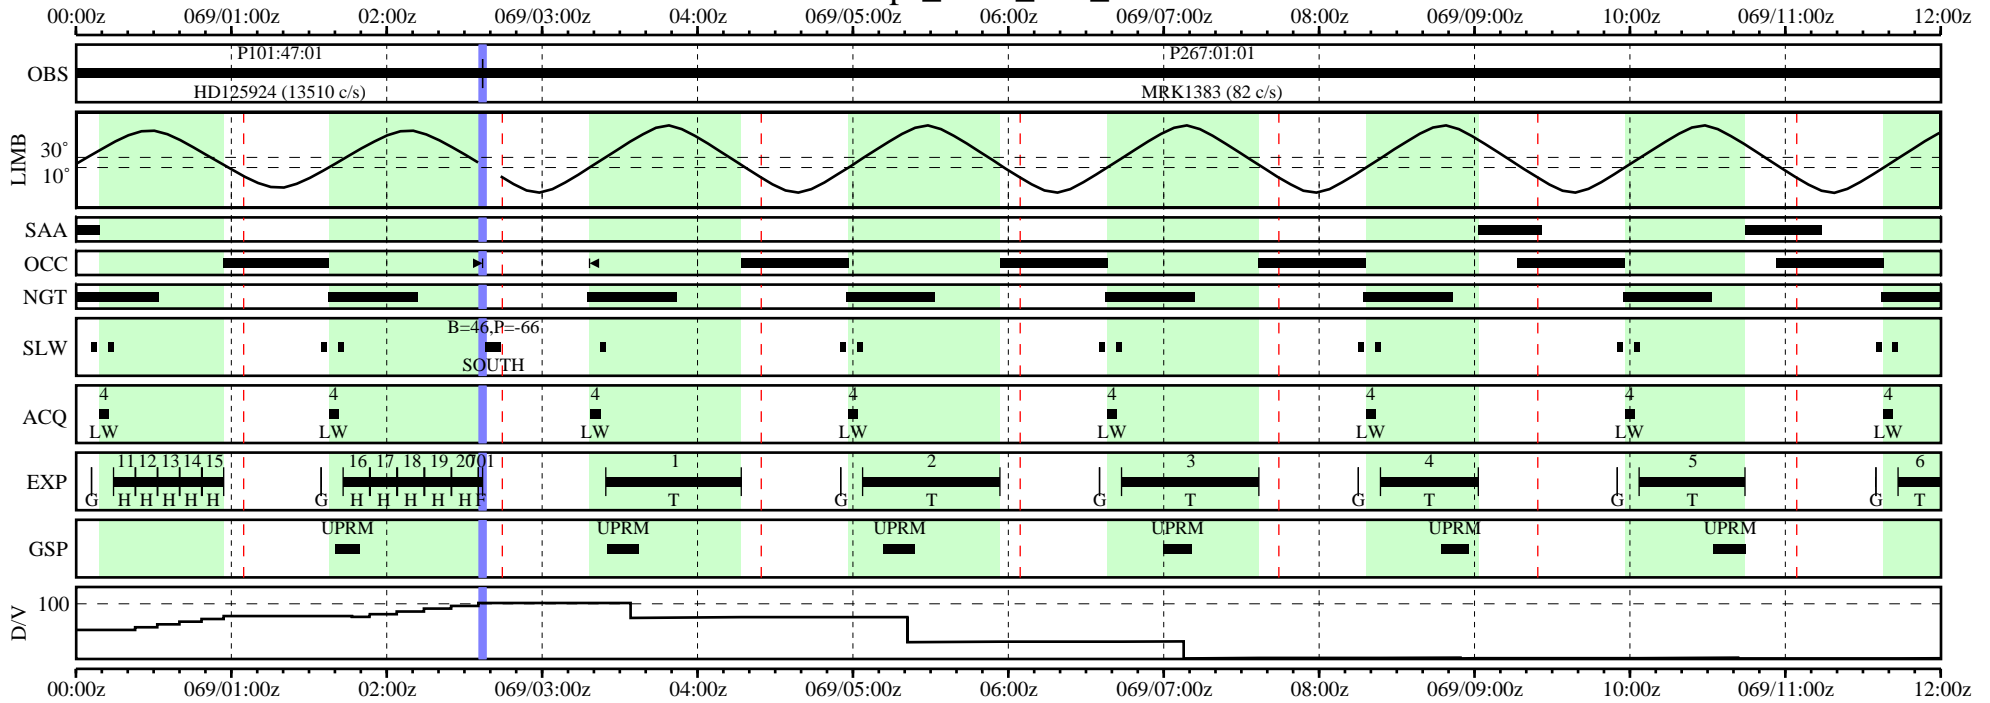 00:00z 069/01:00z 02:00z 069/03:00z 04:00z 069/05:00z 06:00z 069/07:00z 08:00z 069/09:00z 10:00z 069/11:00z 12:00z
P101:47:01 P267:01:01
OBS
HD125924 (13510 c/s) MRK1383 (82 c/s)
LIMB
30°
10°
SAA
OCC
NGT
B=46,P=-66
SLW
SOUTH
4 4 4 4 4 4 4 4
ACQ
LW LW LW LW LW LW LW LW
11 12 13 14 15 16 17 18 19 20 701 1 2 3 4 5 6
EXP
G H H H H H G H H H H H F T G T G T G T G T G T
UPRM UPRM UPRM UPRM UPRM UPRM
GSP
100
D/V
00:00z 069/01:00z 02:00z 069/03:00z 04:00z 069/05:00z 06:00z 069/07:00z 08:00z 069/09:00z 10:00z 069/11:00z 12:00z